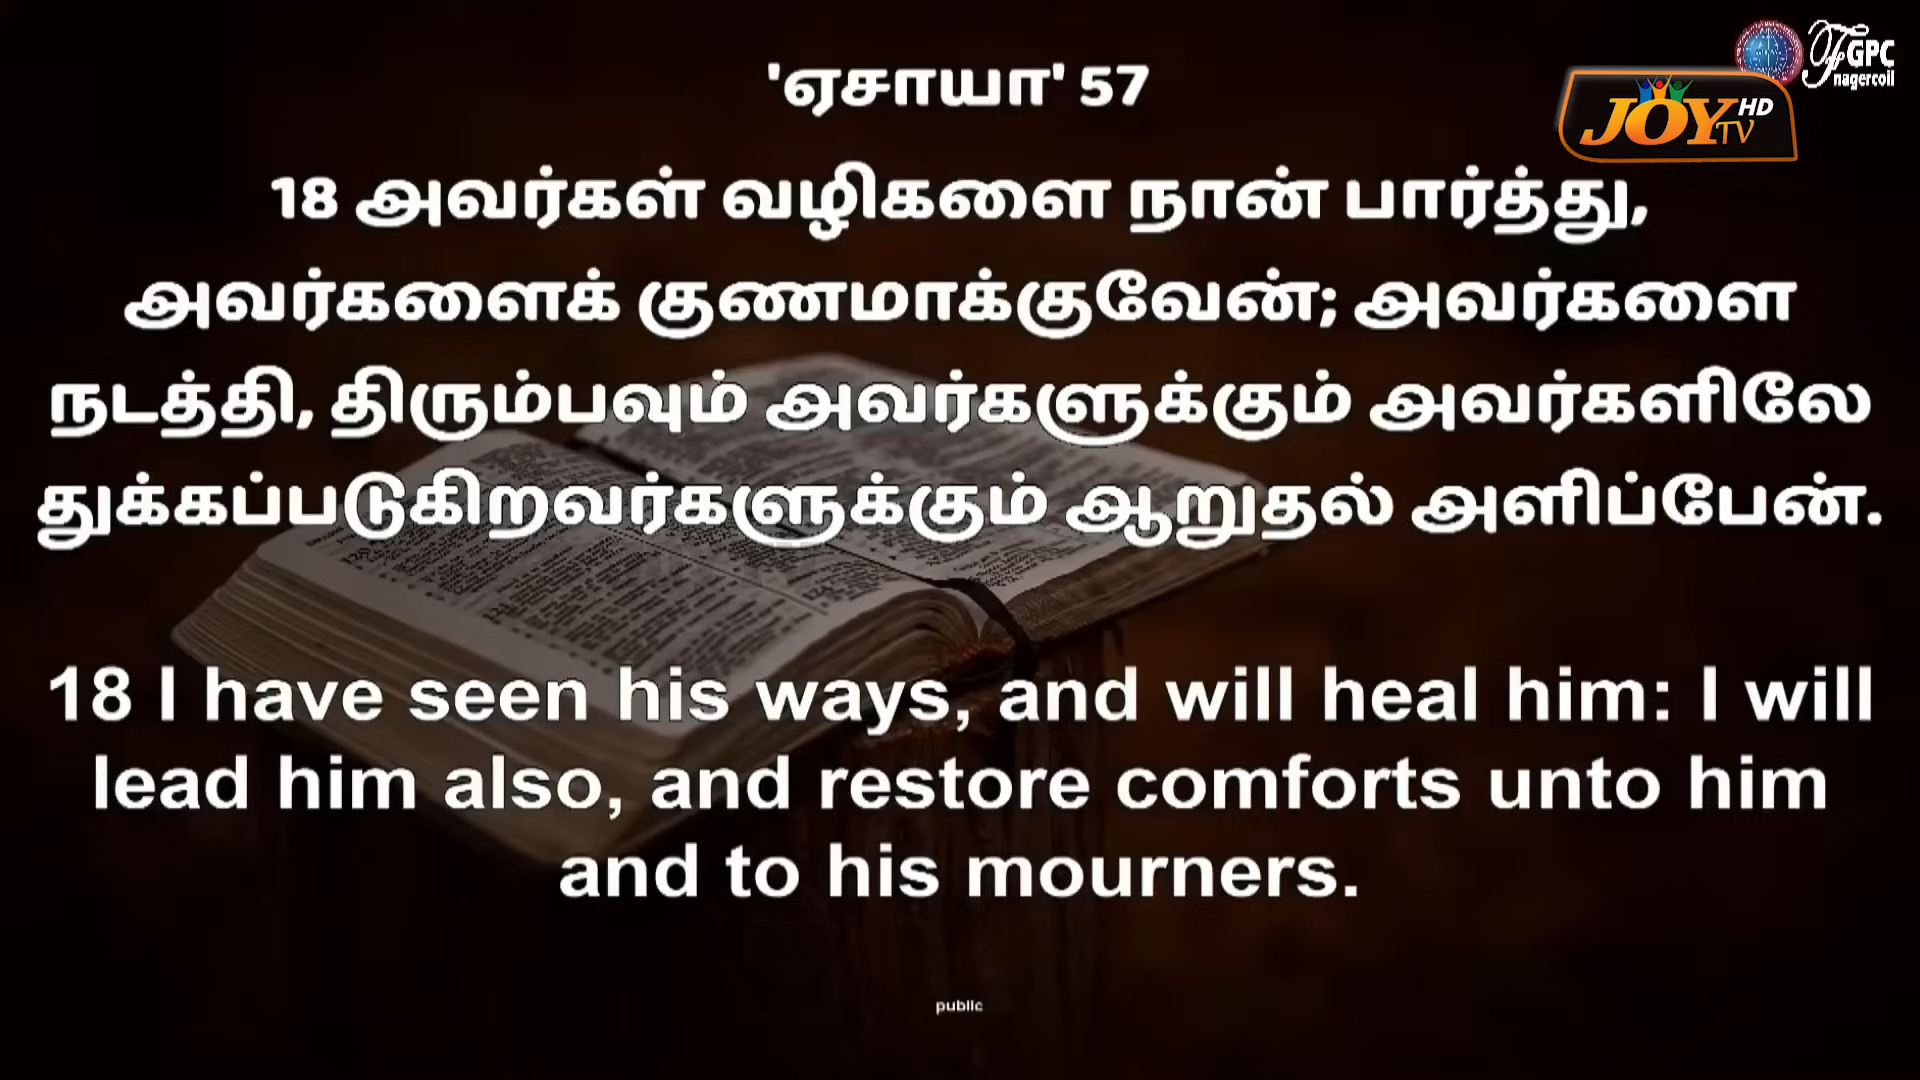 'ஏசாயா' 57
FGPC
nagercoil
JOY TV HD
18 அவர்கள் வழிகளை நான் பார்த்து,
அவர்களைக் குணமாக்குவேன்; அவர்களை
நடத்தி, திரும்பவும் அவர்களுக்கும் அவர்களிலே
துக்கப்படுகிறவர்களுக்கும் ஆறுதல் அளிப்பேன்.
18 I have seen his ways, and will heal him: I will
lead him also, and restore comforts unto him
and to his mourners.
public